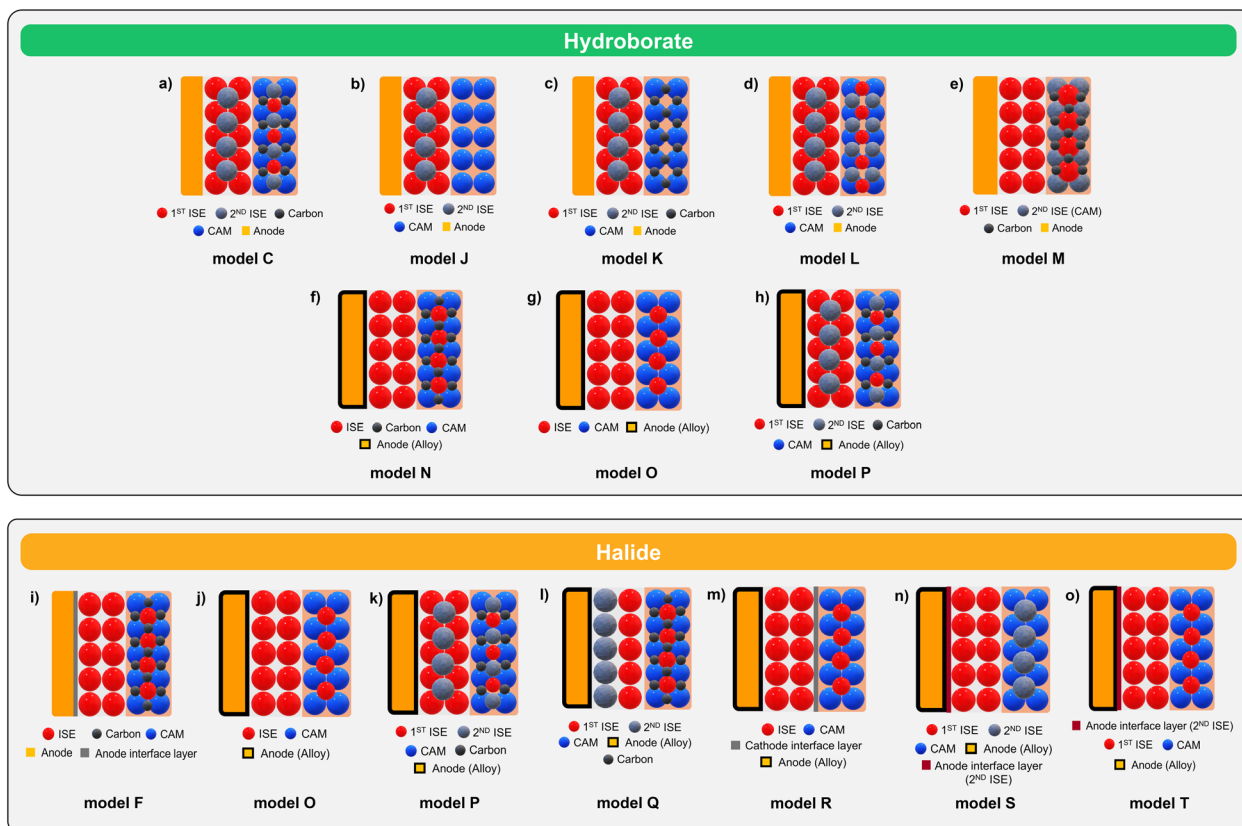 Hydroborate
a)
b)
c)
d)
e)
1ST ISE 2ND ISE Carbon
CAM Anode
model C
1ST ISE 2ND ISE
CAM Anode
model J
1ST ISE 2ND ISE Carbon
CAM Anode
model K
1ST ISE 2ND ISE
CAM Anode
model L
1ST ISE 2ND ISE (CAM)
Carbon Anode
model M
f)
g)
h)
ISE Carbon CAM
Anode (Alloy)
model N
ISE CAM Anode (Alloy)
model O
1ST ISE 2ND ISE Carbon
CAM Anode (Alloy)
model P
Halide
i)
j)
k)
l)
m)
n)
o)
ISE Carbon CAM
Anode Anode interface layer
model F
ISE CAM
Anode (Alloy)
model O
1ST ISE 2ND ISE
CAM Carbon
Anode (Alloy)
model P
1ST ISE 2ND ISE
CAM Anode (Alloy)
Carbon
model Q
ISE CAM
Cathode interface layer
Anode (Alloy)
model R
1ST ISE 2ND ISE
CAM Anode (Alloy)
Anode interface layer
(2ND ISE)
model S
Anode interface layer (2ND ISE)
1ST ISE CAM
Anode (Alloy)
model T